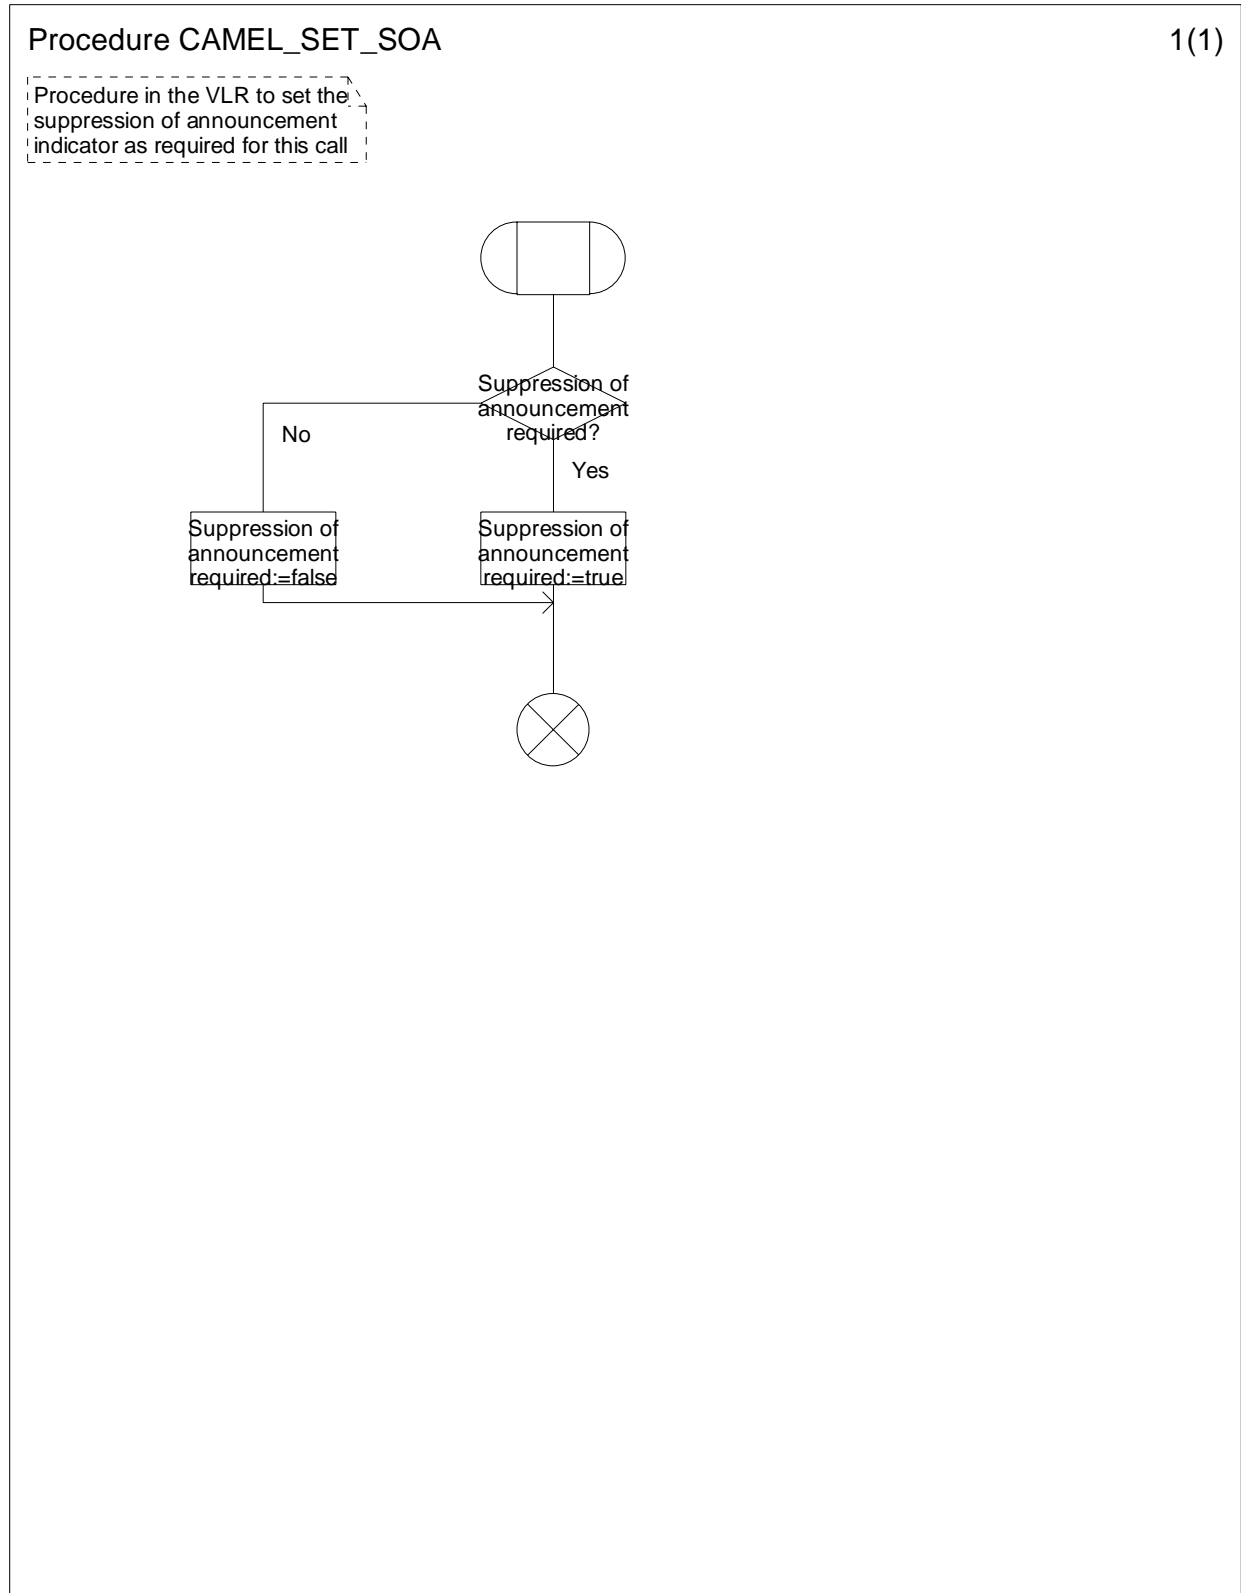 Procedure CAMEL_SET_SOA
1(1)
Procedure in the VLR to set the
suppression of announcement
indicator as required for this call
Suppression of
announcement
required?
No
Yes
Suppression of
announcement
required:=false
Suppression of
announcement
required:=true